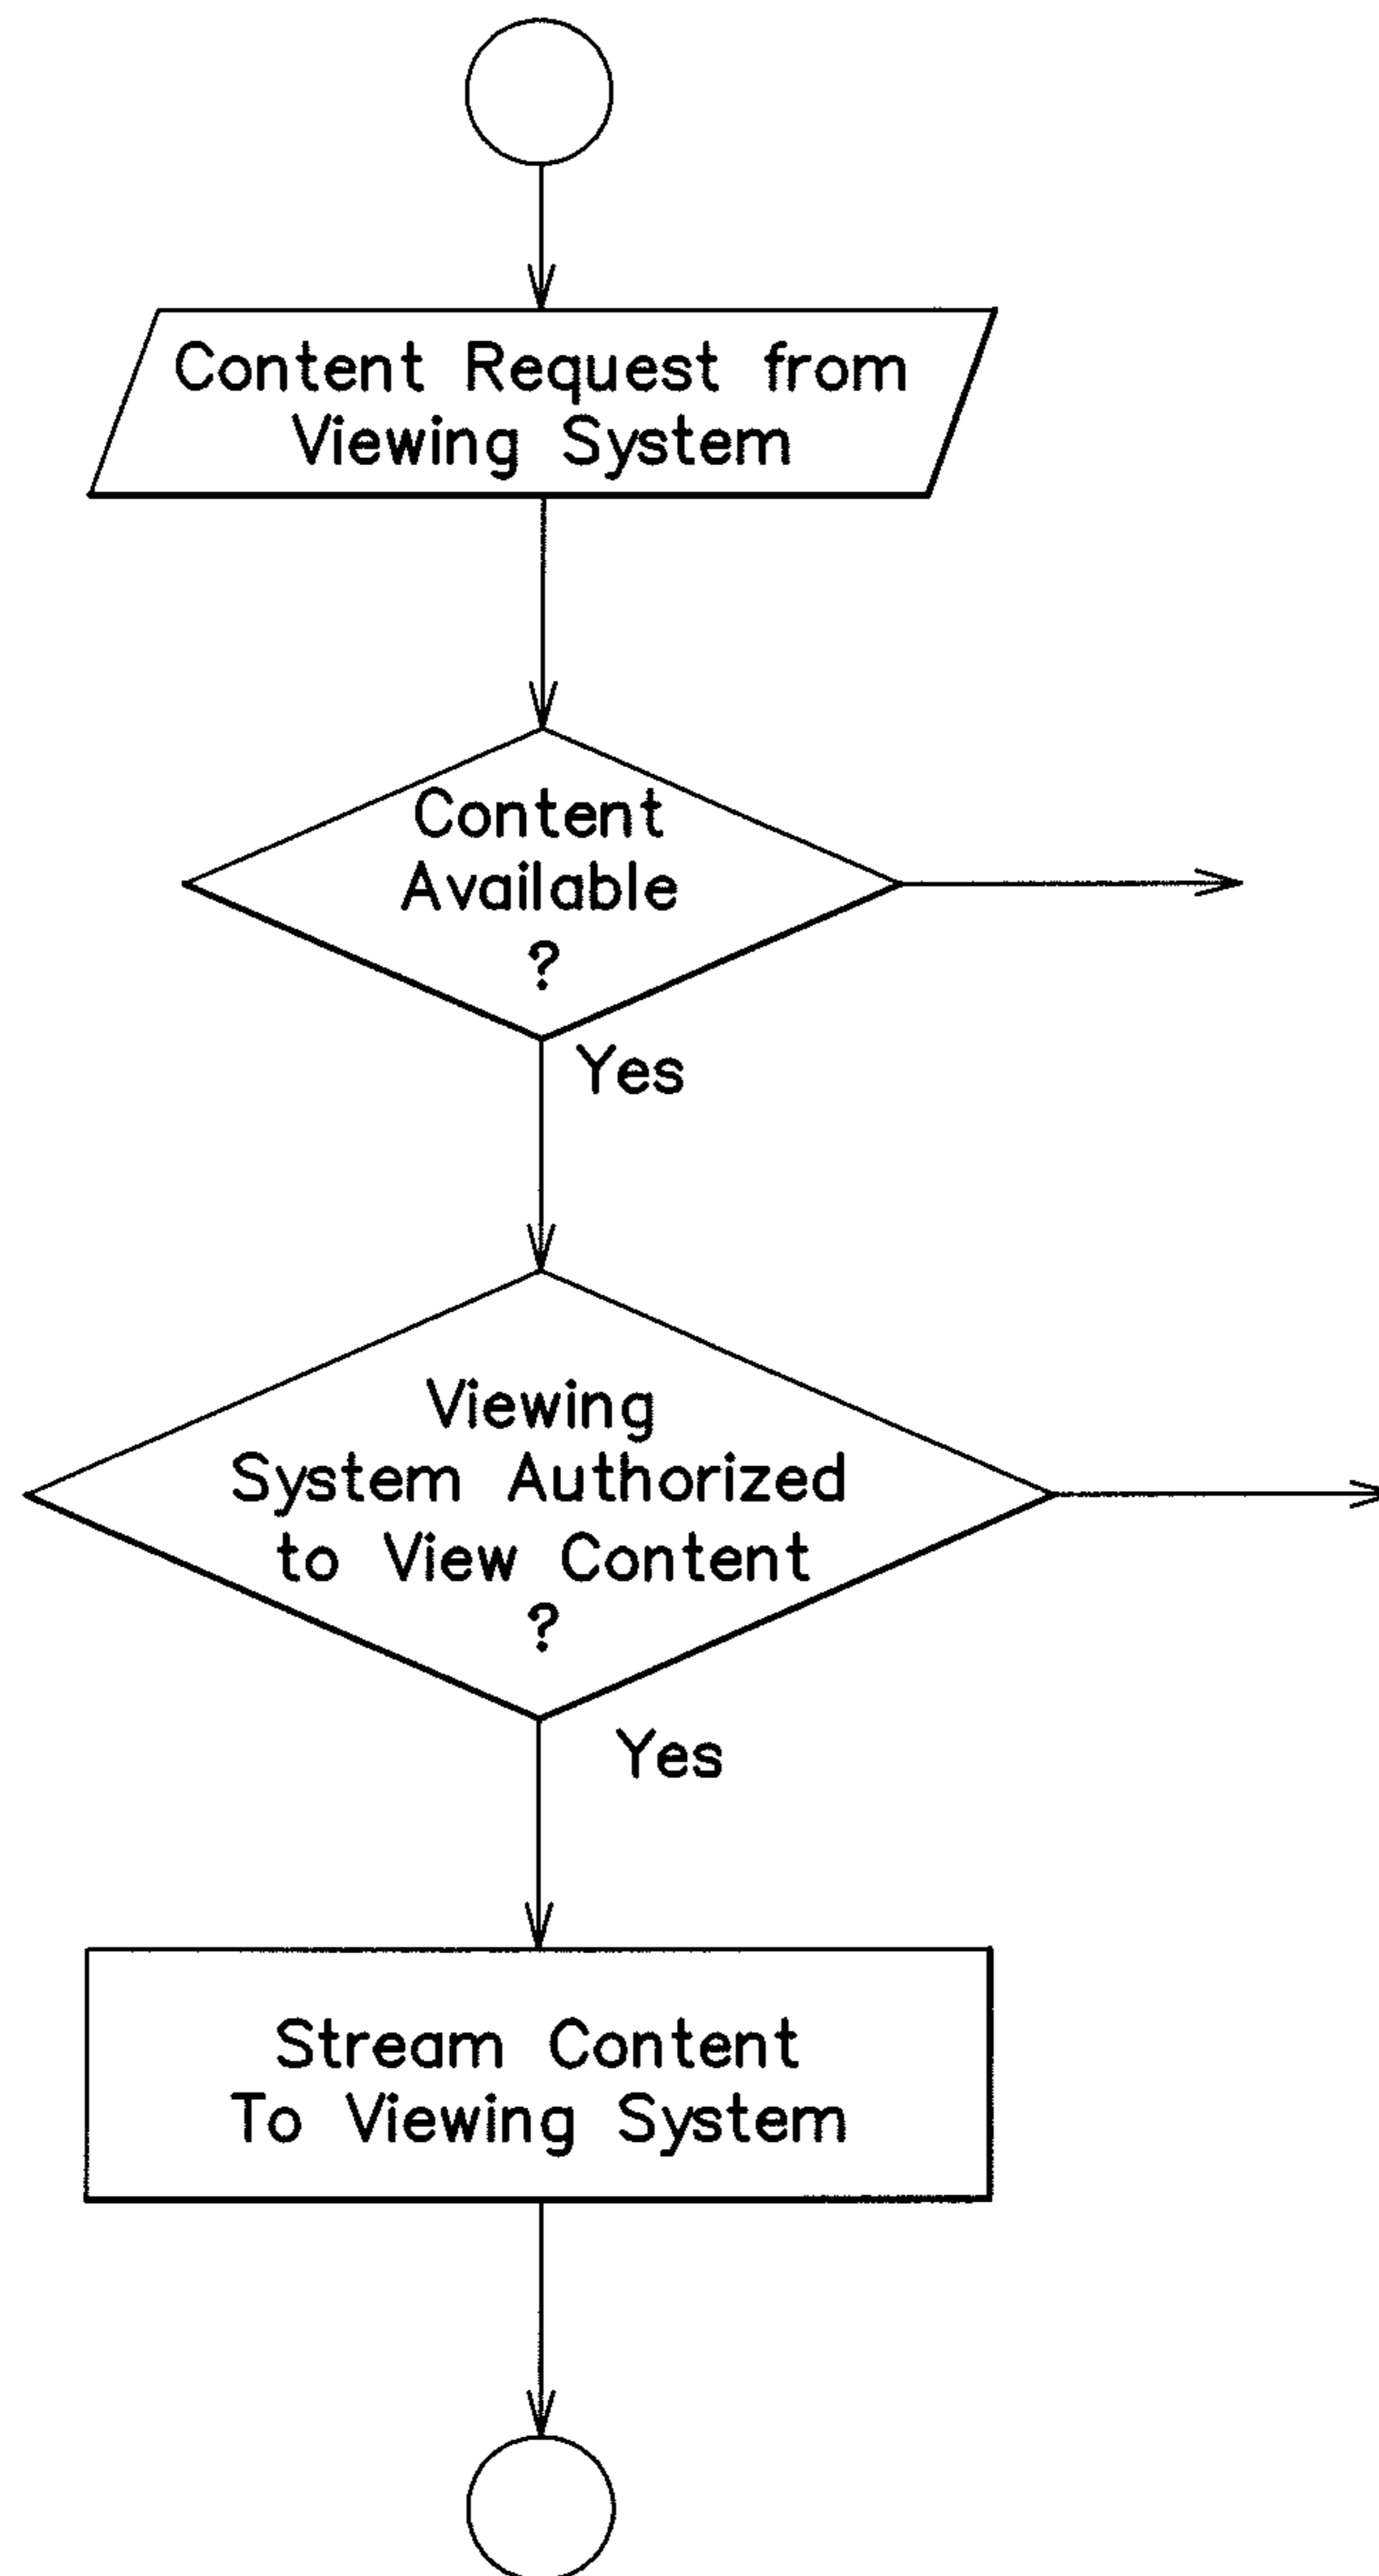 Content Request from
Viewing System
Content
Available
?
Yes
Viewing
System Authorized
to View Content
?
Yes
Stream Content
To Viewing System